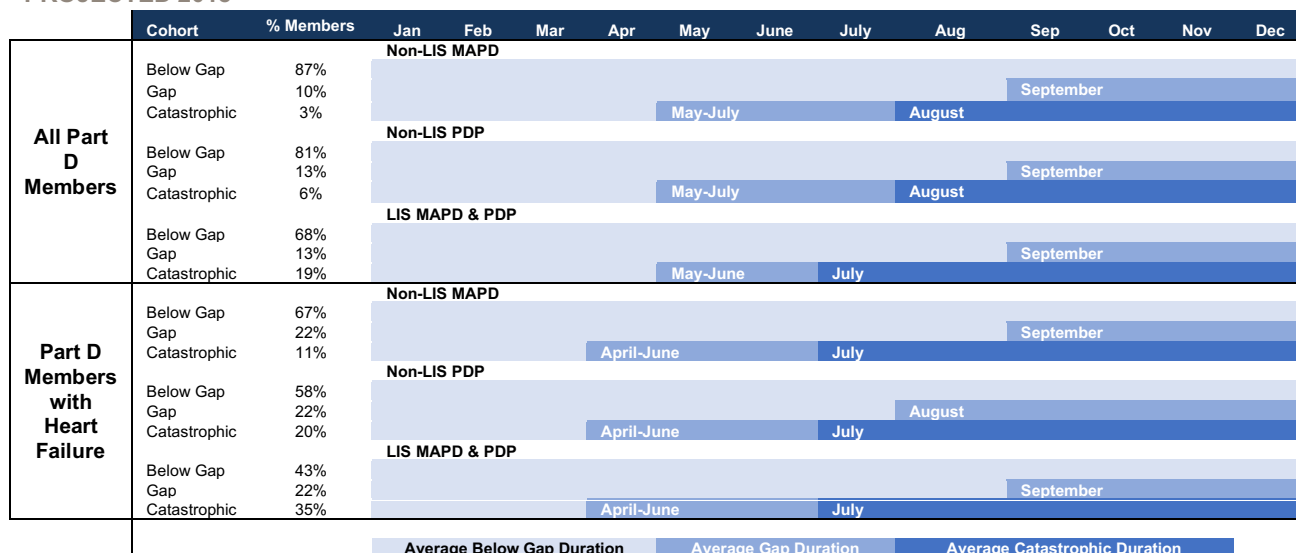 Cohort % Members Jan Feb Mar Apr May June July Aug Sep Oct Nov Dec
Non-LIS MAPD
Below Gap 87%
Gap 10% September
Catastrophic 3% May-July August
All Part D Members
Non-LIS PDP
Below Gap 81%
Gap 13% September
Catastrophic 6% May-July August
LIS MAPD & PDP
Below Gap 68%
Gap 13% September
Catastrophic 19% May-June July
Non-LIS MAPD
Below Gap 67%
Gap 22% September
Catastrophic 11% April-June July
Part D Members with Heart Failure
Non-LIS PDP
Below Gap 58%
Gap 22% August
Catastrophic 20% April-June July
LIS MAPD & PDP
Below Gap 43%
Gap 22% September
Catastrophic 35% April-June July
Average Below Gap Duration Average Gap Duration Average Catastrophic Duration